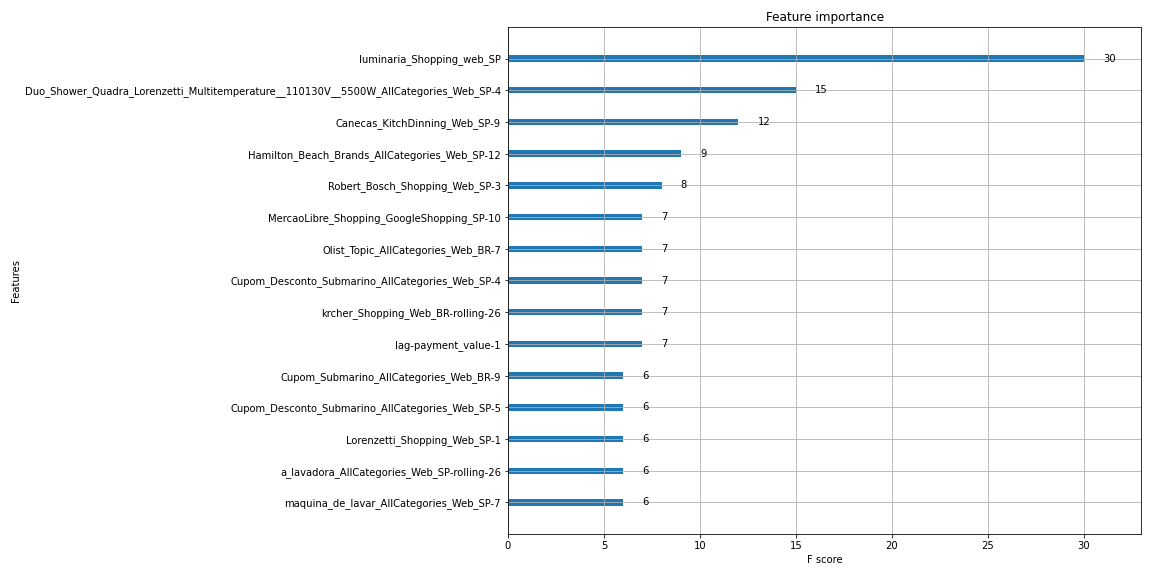 Feature importance
Features
luminaria_Shopping_web_SP 30
Duo_Shower_Quadra_Lorenzetti_Multitemperature__110130V__5500W_AllCategories_Web_SP-4 15
Canecas_KitchDinning_Web_SP-9 12
Hamilton_Beach_Brands_AllCategories_Web_SP-12 9
Robert_Bosch_Shopping_Web_SP-3 8
MercaoLibre_Shopping_GoogleShopping_SP-10 7
Olist_Topic_AllCategories_Web_BR-7 7
Cupom_Desconto_Submarino_AllCategories_Web_SP-4 7
krcher_Shopping_Web_BR-rolling-26 7
lag-payment_value-1 7
Cupom_Submarino_AllCategories_Web_BR-9 6
Cupom_Desconto_Submarino_AllCategories_Web_SP-5 6
Lorenzetti_Shopping_Web_SP-1 6
a_lavadora_AllCategories_Web_SP-rolling-26 6
maquina_de_lavar_AllCategories_Web_SP-7 6
0 5 10 15 20 25 30
F score